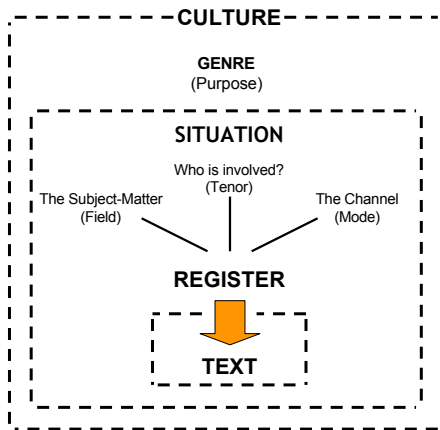 CULTURE
GENRE
(Purpose)
SITUATION
Who is involved?
(Tenor)
The Subject-Matter
(Field)
The Channel
(Mode)
REGISTER
TEXT